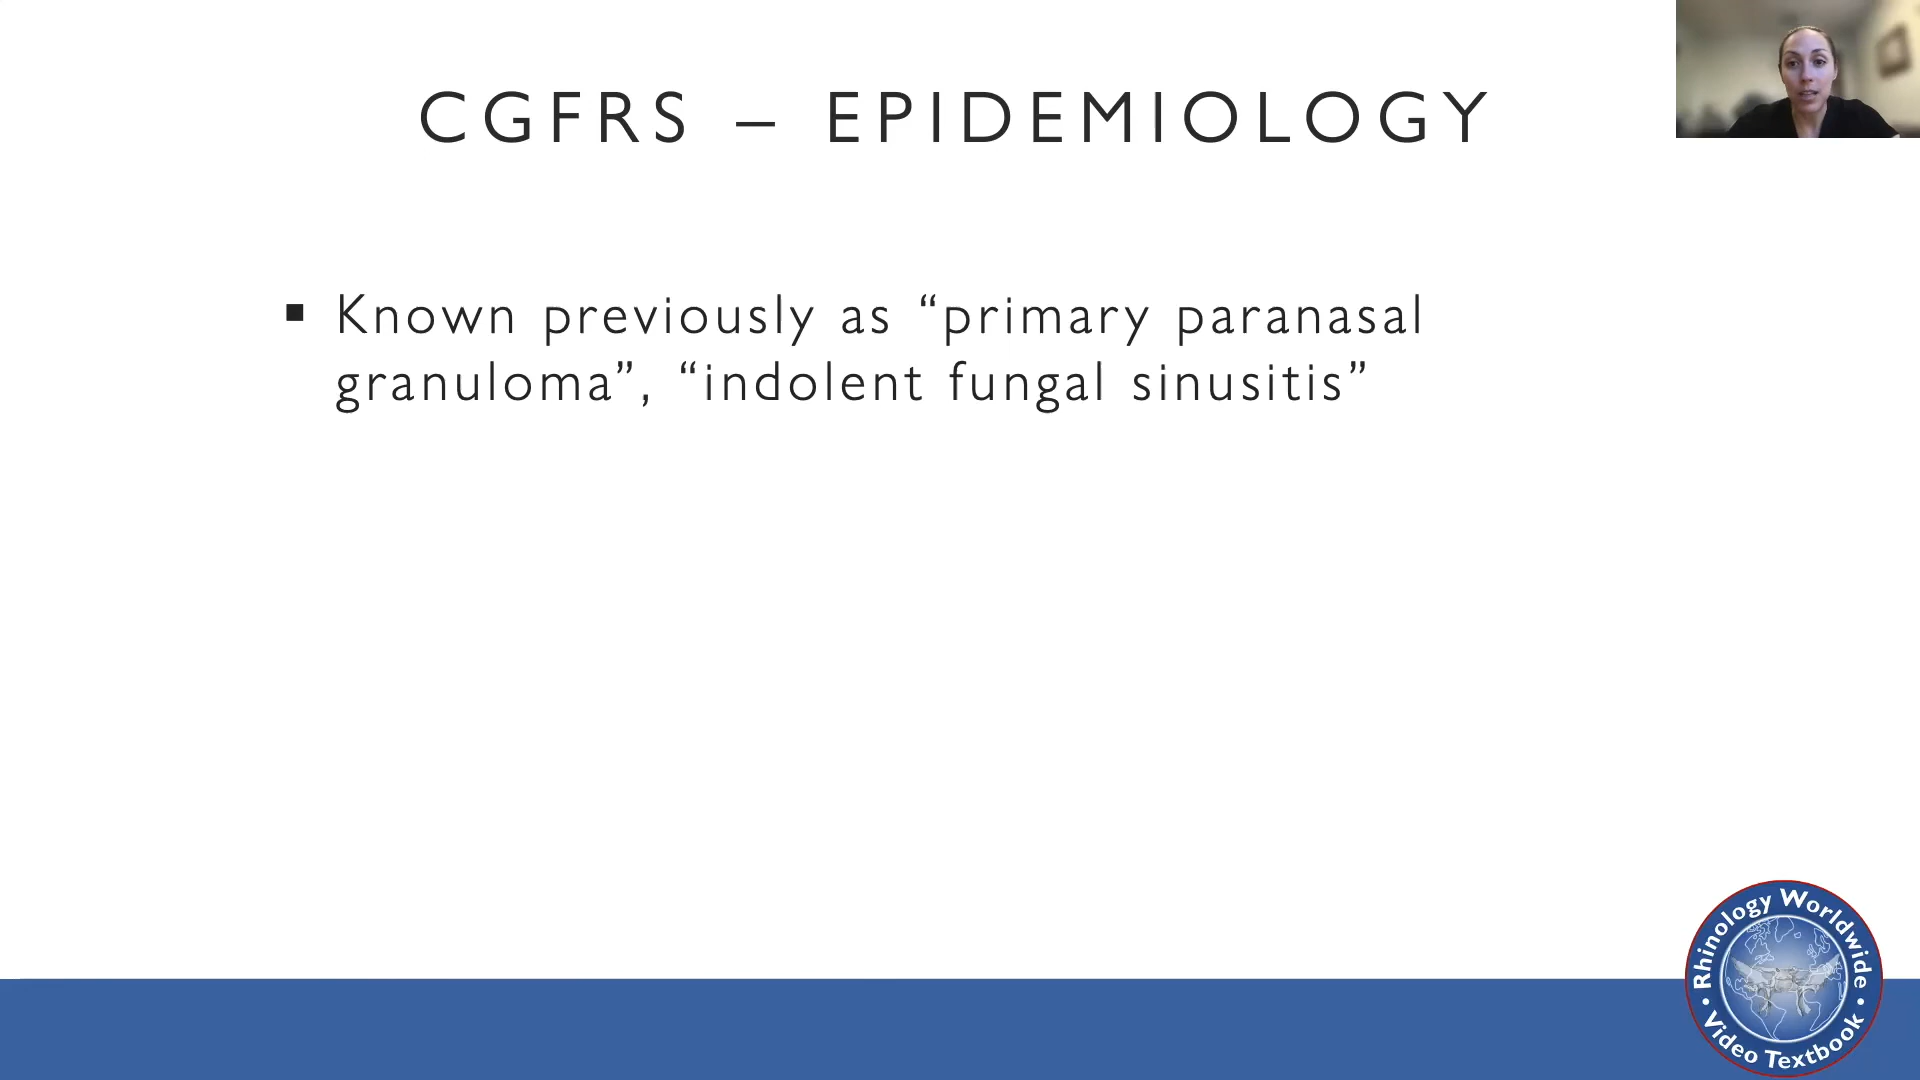 CGFRS – EPIDEMIOLOGY
▪ Known previously as “primary paranasal
granuloma”, “indolent fungal sinusitis”
Rhinology Worldwide
• Video Textbook •